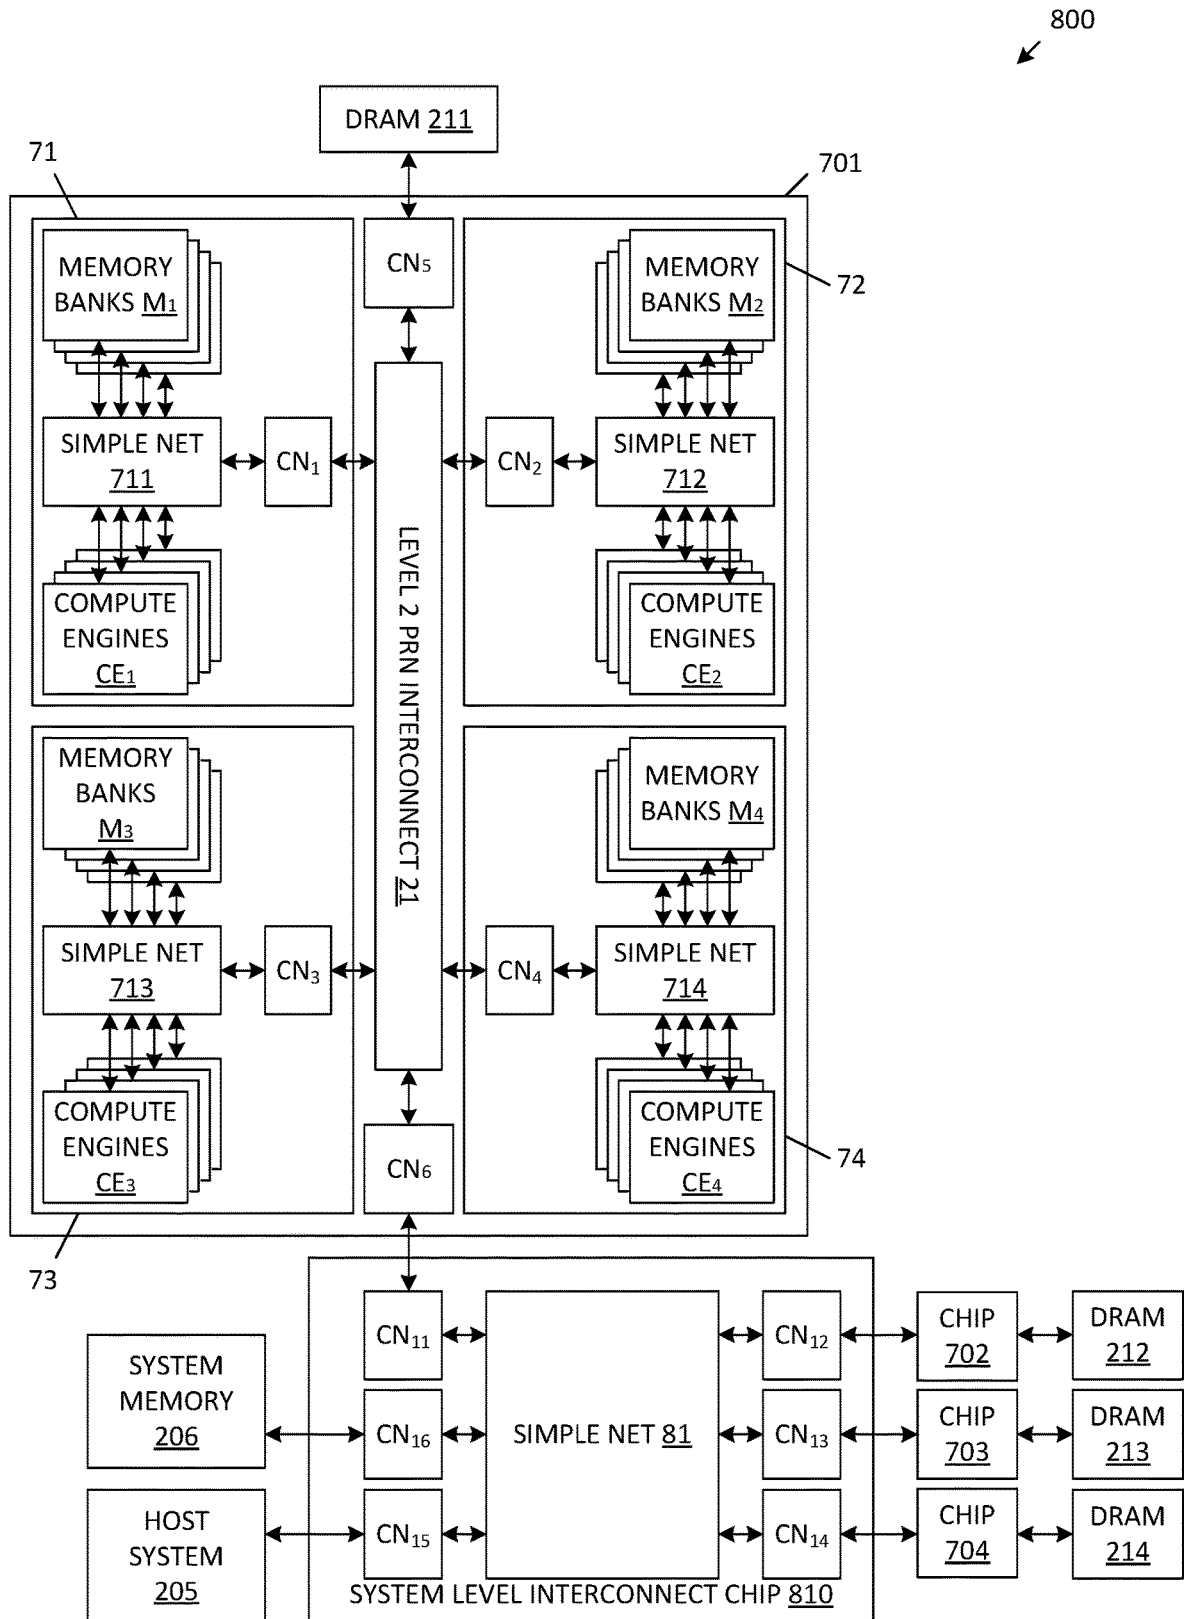 800
DRAM 211
71
701
MEMORY
BANKS M1
CN5
MEMORY
BANKS M2
72
SIMPLE NET
711
CN1
CN2
SIMPLE NET
712
COMPUTE
ENGINES
CE1
LEVEL 2 PRN INTERCONNECT 21
COMPUTE
ENGINES
CE2
MEMORY
BANKS
M3
MEMORY
BANKS M4
SIMPLE NET
713
CN3
CN4
SIMPLE NET
714
COMPUTE
ENGINES
CE3
CN6
COMPUTE
ENGINES
CE4
74
73
CN11
CN12
CHIP
702
DRAM
212
SYSTEM
MEMORY
206
CN16
SIMPLE NET 81
CN13
CHIP
703
DRAM
213
HOST
SYSTEM
205
CN15
CN14
CHIP
704
DRAM
214
SYSTEM LEVEL INTERCONNECT CHIP 810